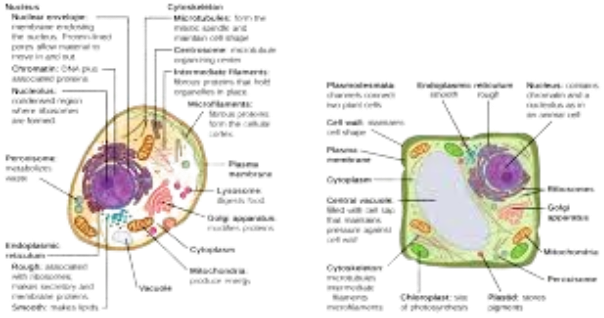 Nucleus
Nuclear envelope:
membrane enclosing
the nucleus. Protein-lined
pores allow material to
move in and out
Chromatin: DNA plus
associated proteins
Nucleolus:
condensed region
where ribosomes
are formed
Peroxisome:
metabolizes
waste
Endoplasmic
reticulum
Rough: associated
with ribosomes;
makes secretory and
membrane proteins
Smooth: makes lipids
Cytoskeleton
Microtubules: form the
mitotic spindle and
maintain cell shape
Centrosome: microtubule
organizing center
Intermediate filaments:
fibrous proteins that hold
organelles in place
Microfilaments:
fibrous proteins
form the cellular
cortex
Plasma
membrane
Lysosome:
digests food
Golgi apparatus:
modifies proteins
Cytoplasm
Mitochondria:
produce energy
Vacuole
Plasmodesmata:
channels connect
two plant cells
Cell wall: maintains
cell shape
Plasma
membrane
Cytoplasm
Central vacuole:
filled with cell sap
that maintains
pressure against
cell wall
Cytoskeleton:
microtubules
intermediate
filaments
microfilaments
Endoplasmic reticulum
smooth rough
Nucleus: contains
chromatin and a
nucleolus as in
an animal cell
Ribosomes
Golgi
apparatus
Mitochondria
Peroxisome
Plastid: stores
pigments
Chloroplast: site
of photosynthesis